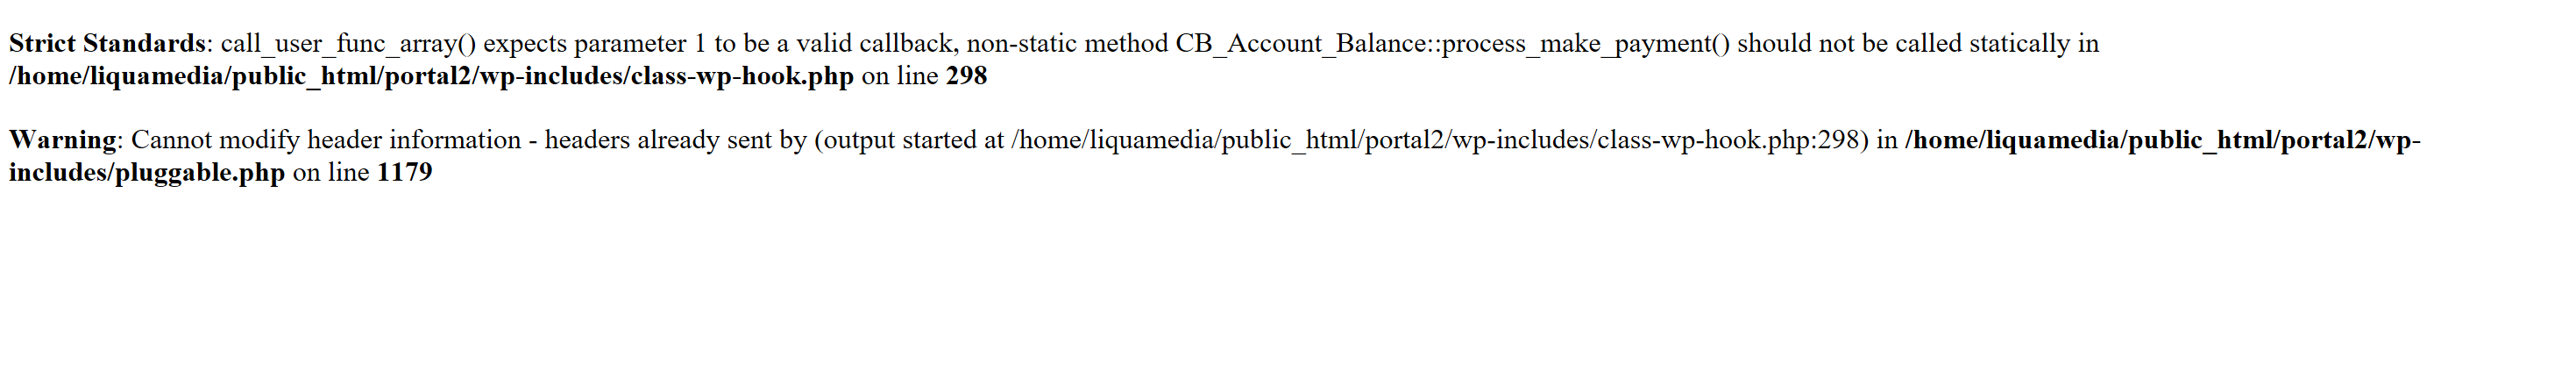 Strict Standards: call_user_func_array() expects parameter 1 to be a valid callback, non-static method CB_Account_Balance::process_make_payment() should not be called statically in
/home/liquamedia/public_html/portal2/wp-includes/class-wp-hook.php on line 298
Warning: Cannot modify header information - headers already sent by (output started at /home/liquamedia/public_html/portal2/wp-includes/class-wp-hook.php:298) in /home/liquamedia/public_html/portal2/wp-
includes/pluggable.php on line 1179